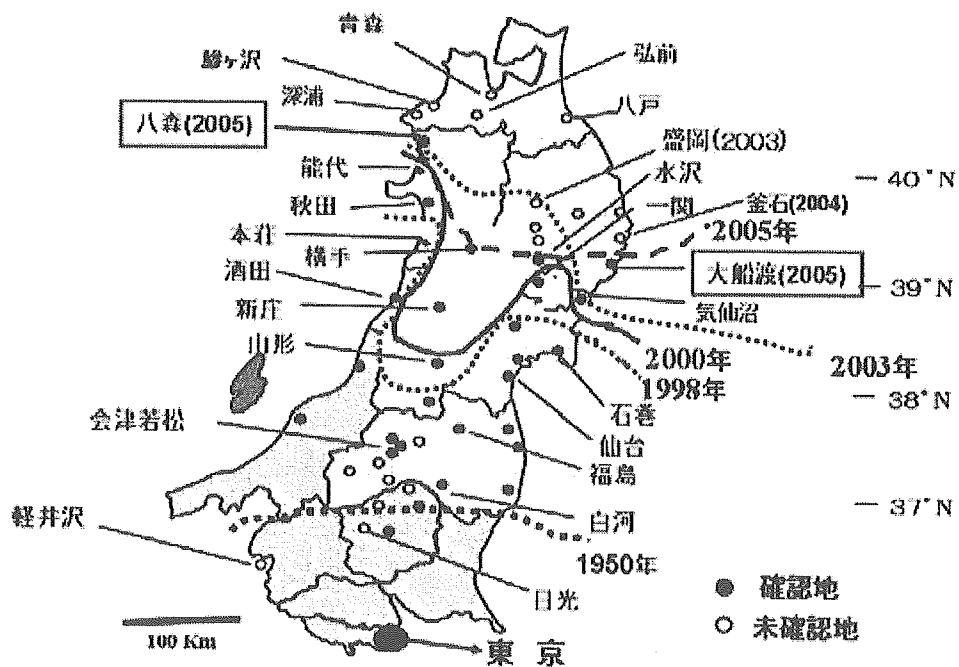 青森
弘前
鰺ヶ沢
深浦
八戸
八森(2005)
盛岡(2003)
能代
水沢
40°N
秋田
一関
釜石(2004)
2005年
本荘
横手
大船渡(2005)
酒田
39°N
新庄
気仙沼
山形
2000年
2003年
1998年
38°N
石巻
会津若松
仙台
福島
37°N
軽井沢
白河
1950年
日光
確認地
未確認地
100 Km
東京